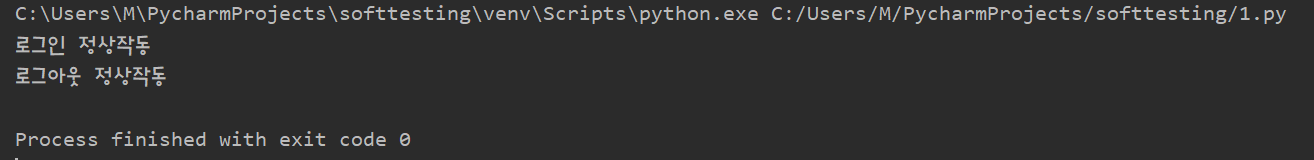 C:\Users\M\PycharmProjects\softtesting\venv\Scripts\python.exe C:/Users/M/PycharmProjects/softtesting/1.py
로그인 정상작동
로그아웃 정상작동
Process finished with exit code 0